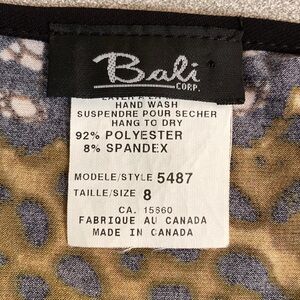 Bali
CORP.
HAND WASH
SUSPENDRE POUR SECHER
HANG TO DRY
92% POLYESTER
8% SPANDEX
MODELE/STYLE 5487
TAILLE/SIZE 8
CA. 15660
FABRIQUE AU CANADA
MADE IN CANADA